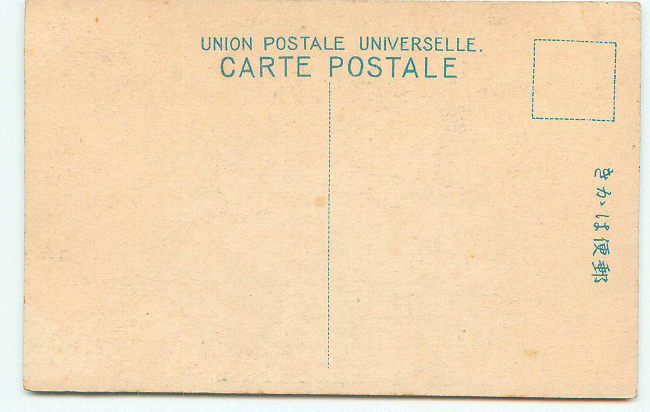 UNION POSTALE UNIVERSELLE.
CARTE POSTALE
郵便はかき